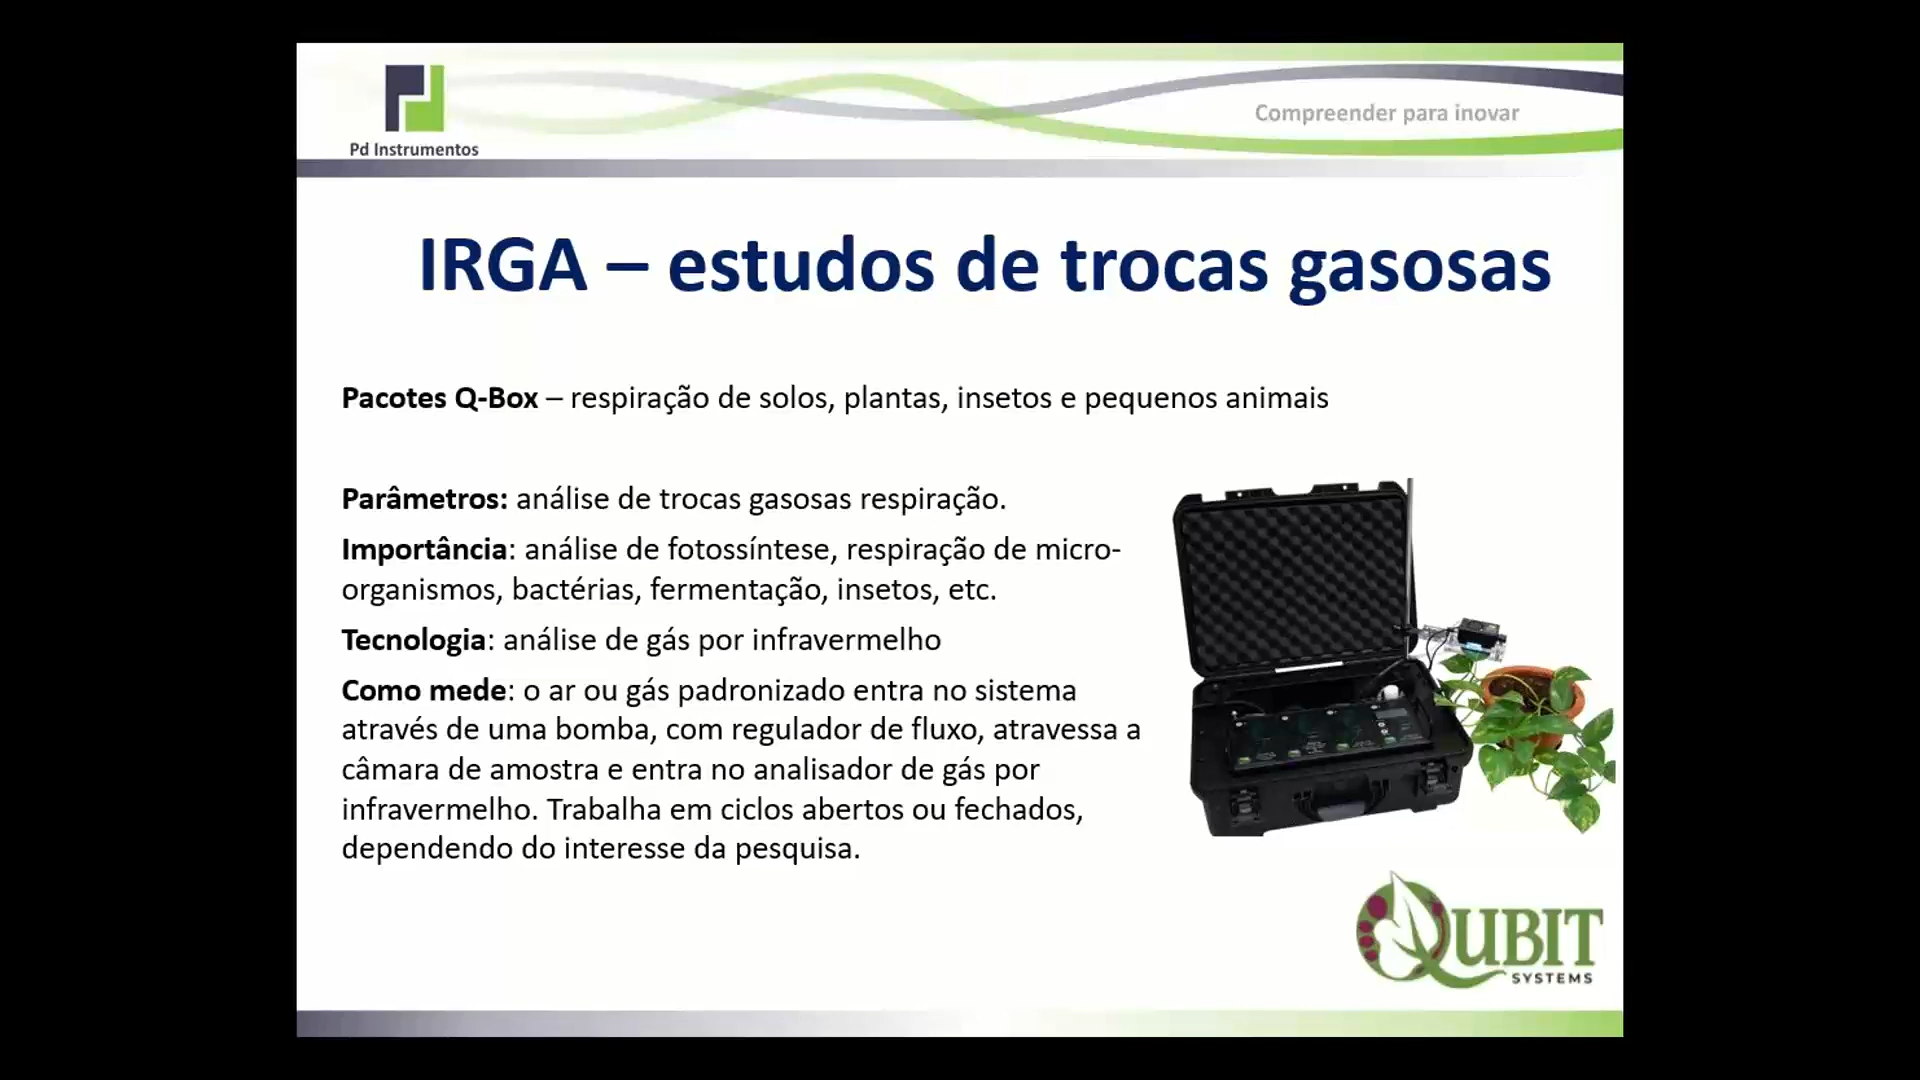 Pd Instrumentos
Compreender para inovar
IRGA – estudos de trocas gasosas
Pacotes Q-Box – respiração de solos, plantas, insetos e pequenos animais
Parâmetros: análise de trocas gasosas respiração.
Importância: análise de fotossíntese, respiração de micro-
organismos, bactérias, fermentação, insetos, etc.
Tecnologia: análise de gás por infravermelho
Como mede: o ar ou gás padronizado entra no sistema
através de uma bomba, com regulador de fluxo, atravessa a
câmara de amostra e entra no analisador de gás por
infravermelho. Trabalha em ciclos abertos ou fechados,
dependendo do interesse da pesquisa.
QUBIT
SYSTEMS